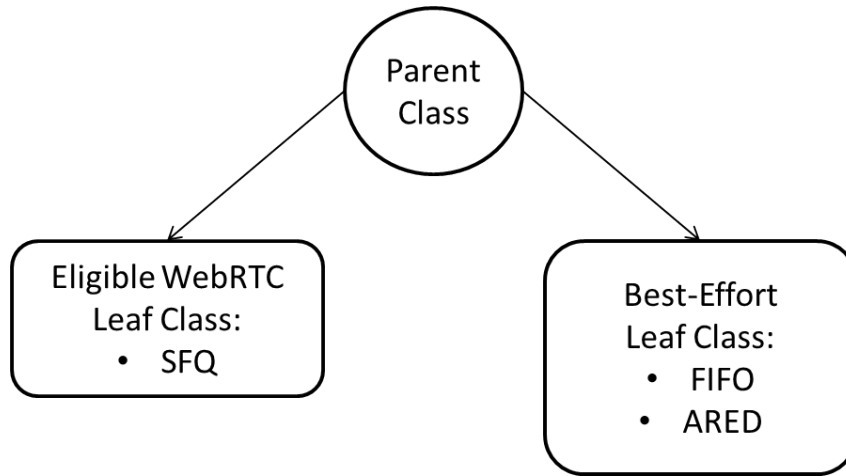 Parent
Class
Eligible WebRTC
Leaf Class:
• SFQ
Best-Effort
Leaf Class:
• FIFO
• ARED